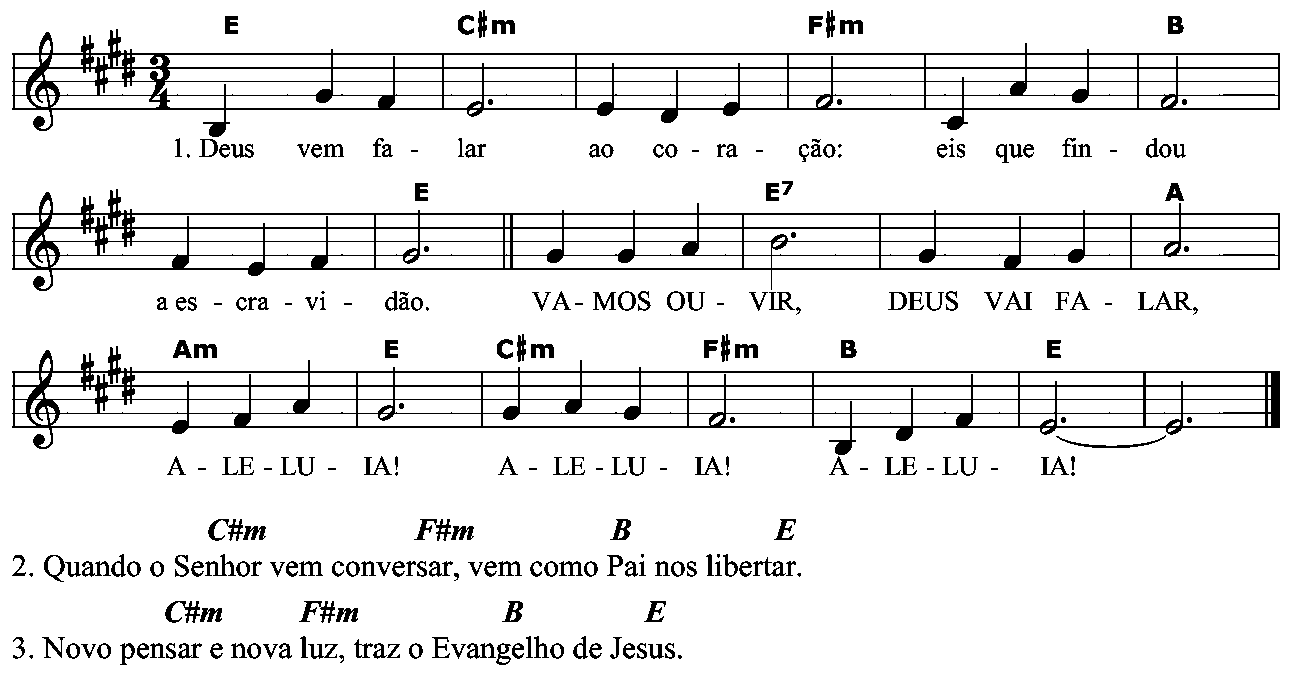 E C♯m F♯m B
3
4
1. Deus vem fa - lar ao co - ra - ção: eis que fin - dou
E E7 A
a es - cra - vi - dão. VA - MOS OU - VIR, DEUS VAI FA - LAR,
Am E C♯m F♯m B E
A - LE - LU - IA! A - LE - LU - IA! A - LE - LU - IA!
C#m F#m B E
2. Quando o Senhor vem conversar, vem como Pai nos libertar.
C#m F#m B E
3. Novo pensar e nova luz, traz o Evangelho de Jesus.